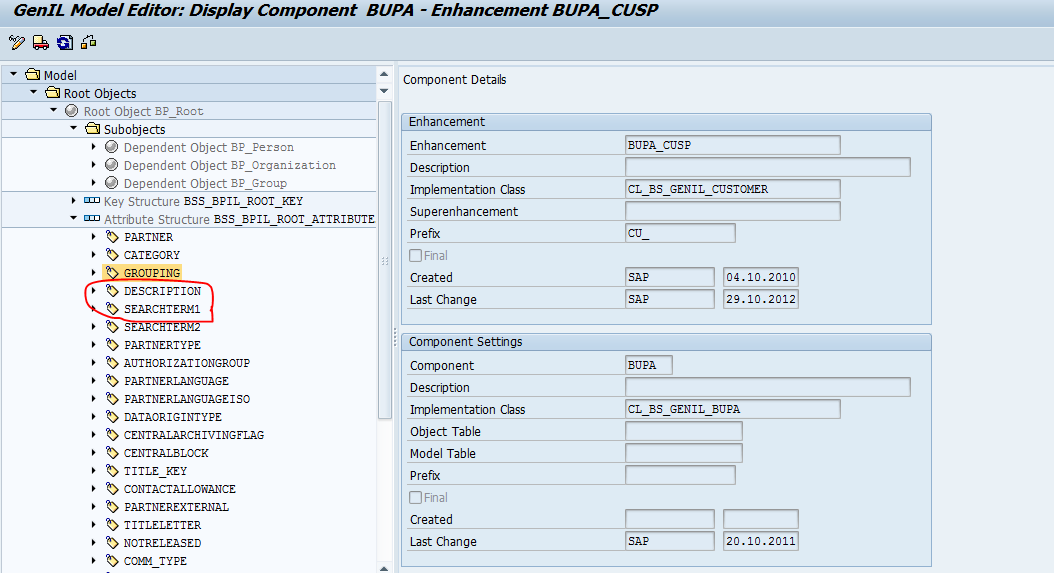 GenIL Model Editor: Display Component BUPA - Enhancement BUPA_CUSP
Model
Root Objects
Root Object BP_Root
Subobjects
Dependent Object BP_Person
Dependent Object BP_Organization
Dependent Object BP_Group
Key Structure BSS_BPIL_ROOT_KEY
Attribute Structure BSS_BPIL_ROOT_ATTRIBUTE
PARTNER
CATEGORY
GROUPING
DESCRIPTION
SEARCHTERM1
SEARCHTERM2
PARTNERTYPE
AUTHORIZATIONGROUP
PARTNERLANGUAGE
PARTNERLANGUAGEISO
DATAORIGINTYPE
CENTRALARCHIVINGFLAG
CENTRALBLOCK
TITLE_KEY
CONTACTALLOWANCE
PARTNEREXTERNAL
TITLELETTER
NOTRELEASED
COMM_TYPE
Component Details
Enhancement
Enhancement BUPA_CUSP
Description
Implementation Class CL_BS_GENIL_CUSTOMER
Superenhancement
Prefix CU_
Final
Created SAP 04.10.2010
Last Change SAP 29.10.2012
Component Settings
Component BUPA
Description
Implementation Class CL_BS_GENIL_BUPA
Object Table
Model Table
Prefix
Final
Created
Last Change SAP 20.10.2011